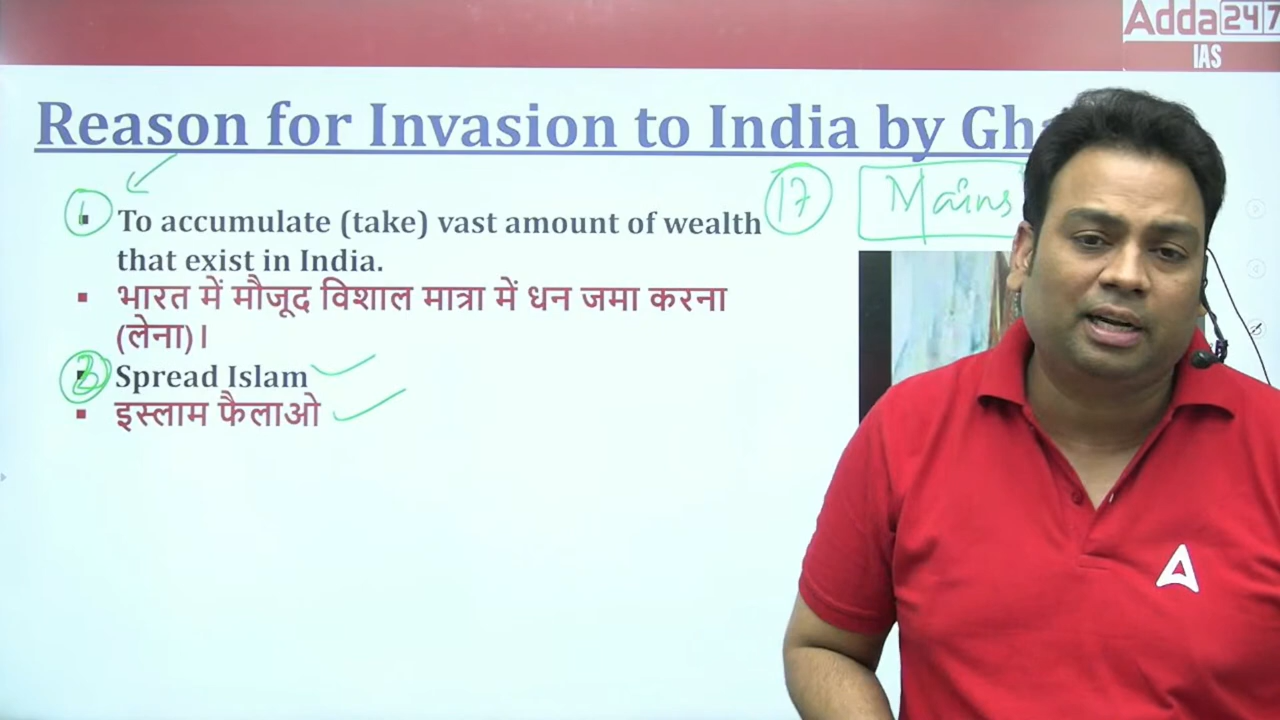 Adda247
IAS
Reason for Invasion to India by Gh
17 Mains
1 To accumulate (take) vast amount of wealth
that exist in India.
भारत में मौजूद विशाल मात्रा में धन जमा करना
(लेना)।
Spread Islam
इस्लाम फैलाओ